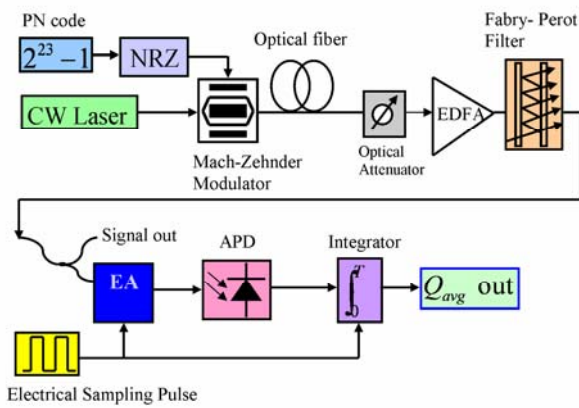 PN code
2^23 −1
NRZ
CW Laser
Mach-Zehnder
Modulator
Optical fiber
Optical
Attenuator
EDFA
Fabry- Perot
Filter
Signal out
EA
APD
Integrator
∫₀ᵀ
Q_avg out
Electrical Sampling Pulse